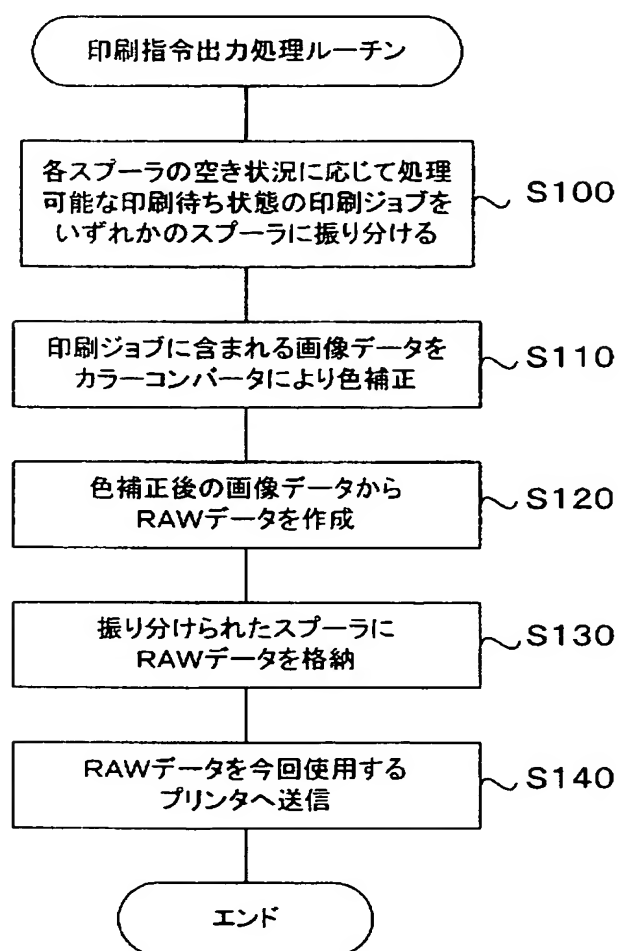 印刷指令出力処理ルーチン
各スプーラの空き状況に応じて処理
可能な印刷待ち状態の印刷ジョブを
いずれかのスプーラに振り分ける
S100
印刷ジョブに含まれる画像データを
カラーコンバータにより色補正
S110
色補正後の画像データから
RAWデータを作成
S120
振り分けられたスプーラに
RAWデータを格納
S130
RAWデータを今回使用する
プリンタへ送信
S140
エンド